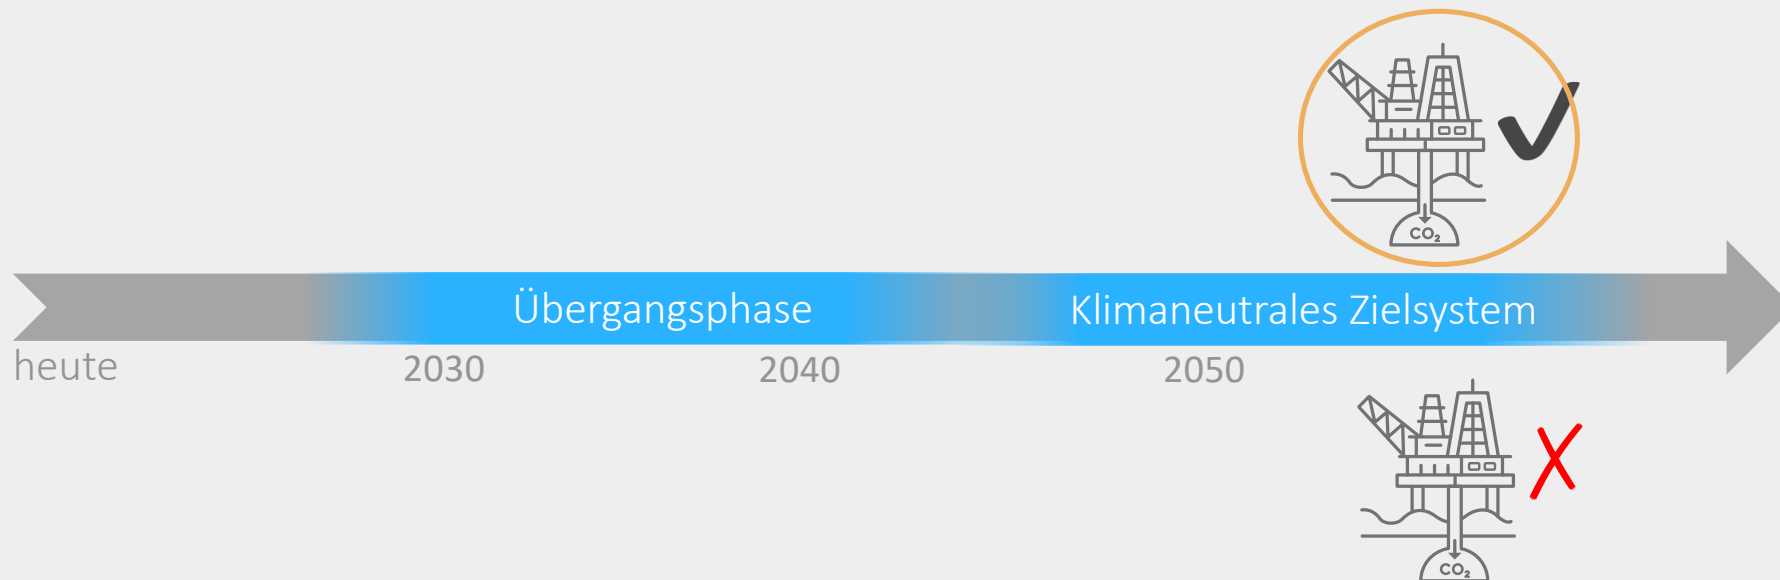 CO₂
Übergangsphase
Klimaneutrales Zielsystem
heute
2030
2040
2050
CO₂